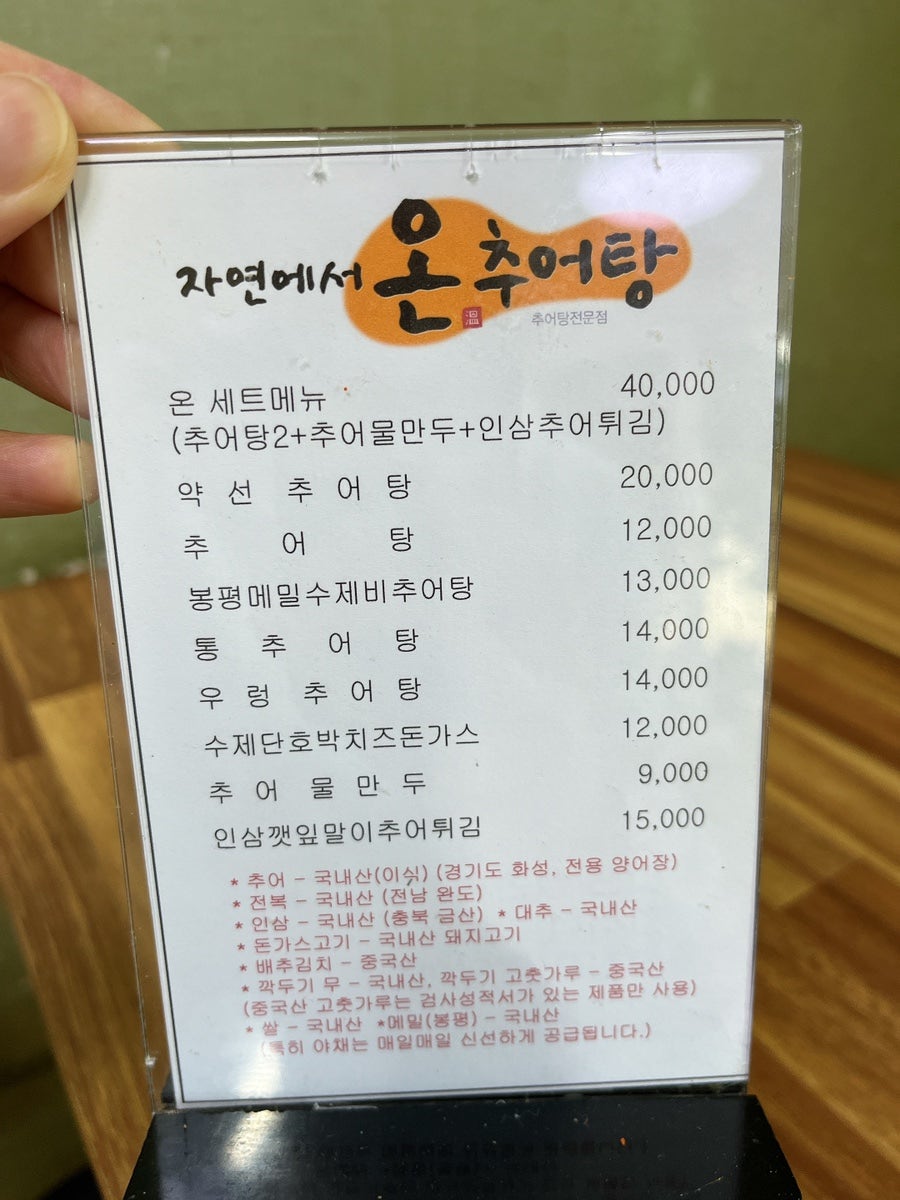 자연에서 온 추어탕
溫 추어탕전문점
온 세트메뉴 40,000
(추어탕2+추어물만두+인삼추어튀김)
약 선 추 어 탕 20,000
추 어 탕 12,000
봉평메밀수제비추어탕 13,000
통 추 어 탕 14,000
우 렁 추 어 탕 14,000
수제단호박치즈돈가스 12,000
추 어 물 만 두 9,000
인삼깻잎말이추어튀김 15,000
* 추어 - 국내산(이식) (경기도 화성, 전용 양어장)
* 전복 - 국내산 (전남 완도)
* 인삼 - 국내산 (충북 금산) * 대추 - 국내산
* 돈가스고기 - 국내산 돼지고기
* 배추김치 - 중국산
* 깍두기 무 - 국내산, 깍두기 고춧가루 - 중국산
(중국산 고춧가루는 검사성적서가 있는 제품만 사용)
* 쌀 - 국내산 *메밀(봉평) - 국내산
(특히 야채는 매일매일 신선하게 공급됩니다.)